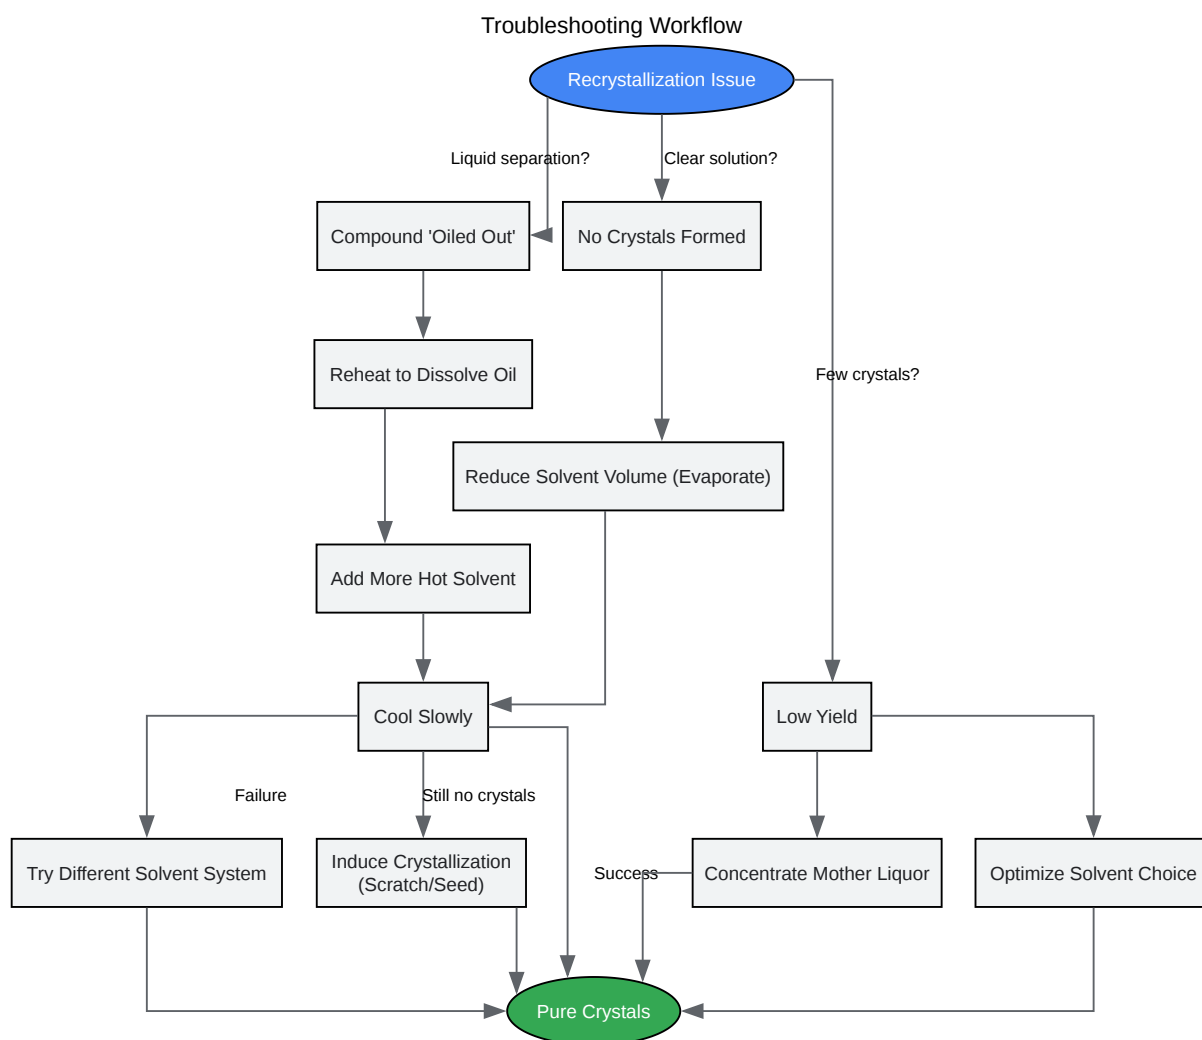 Troubleshooting Workflow
Recrystallization Issue
Liquid separation?
Clear solution?
Compound 'Oiled Out'
No Crystals Formed
Reheat to Dissolve Oil
Few crystals?
Reduce Solvent Volume (Evaporate)
Add More Hot Solvent
Cool Slowly
Low Yield
Failure
Still no crystals
Try Different Solvent System
Induce Crystallization
(Scratch/Seed)
Success
Concentrate Mother Liquor
Optimize Solvent Choice
Pure Crystals